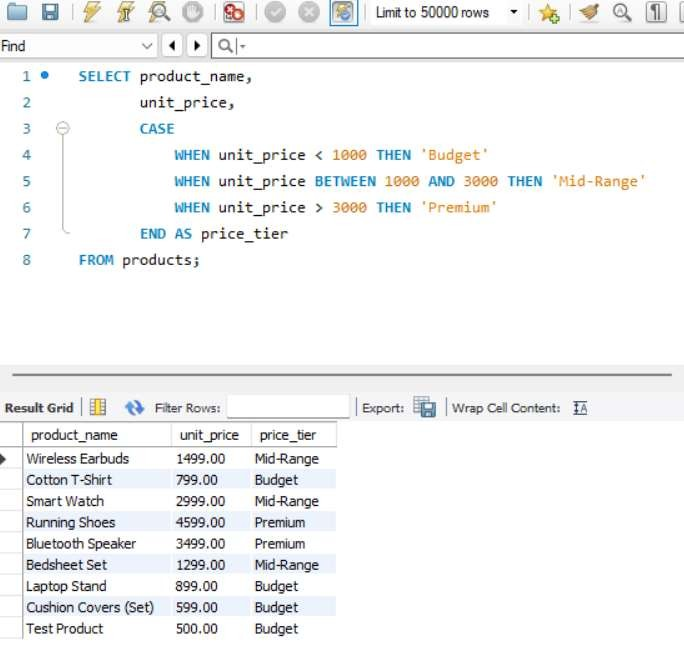 Limit to 50000 rows
Find
1 SELECT product_name,
2 unit_price,
3 CASE
4 WHEN unit_price < 1000 THEN 'Budget'
5 WHEN unit_price BETWEEN 1000 AND 3000 THEN 'Mid-Range'
6 WHEN unit_price > 3000 THEN 'Premium'
7 END AS price_tier
8 FROM products;
Result Grid Filter Rows: Export: Wrap Cell Content:
product_name unit_price price_tier
Wireless Earbuds 1499.00 Mid-Range
Cotton T-Shirt 799.00 Budget
Smart Watch 2999.00 Mid-Range
Running Shoes 4599.00 Premium
Bluetooth Speaker 3499.00 Premium
Bedsheet Set 1299.00 Mid-Range
Laptop Stand 899.00 Budget
Cushion Covers (Set) 599.00 Budget
Test Product 500.00 Budget